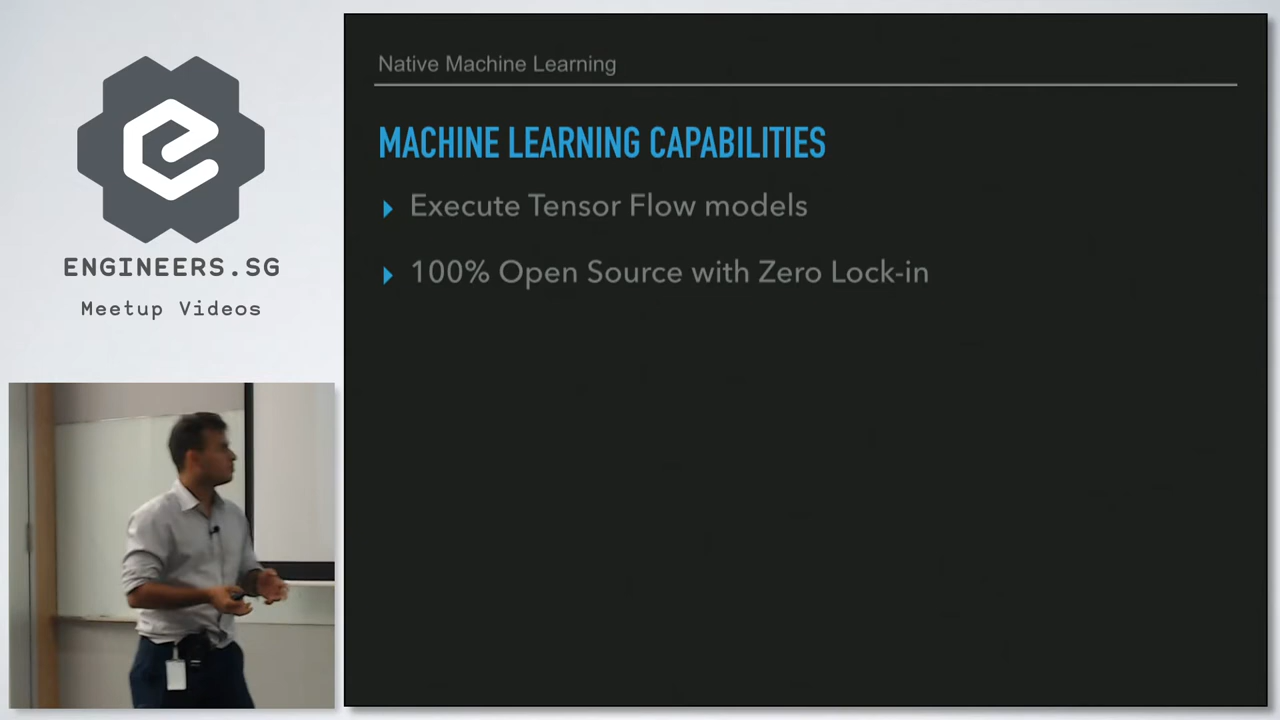 ENGINEERS.SG
Meetup Videos
Native Machine Learning
MACHINE LEARNING CAPABILITIES
Execute Tensor Flow models
100% Open Source with Zero Lock-in